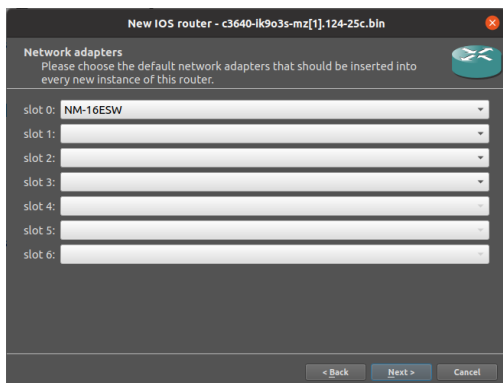 New IOS router - c3640-ik9o3s-mz[1].124-25c.bin
Network adapters
Please choose the default network adapters that should be inserted into
every new instance of this router.
slot 0: NM-16ESW
slot 1:
slot 2:
slot 3:
slot 4:
slot 5:
slot 6:
< Back Next > Cancel